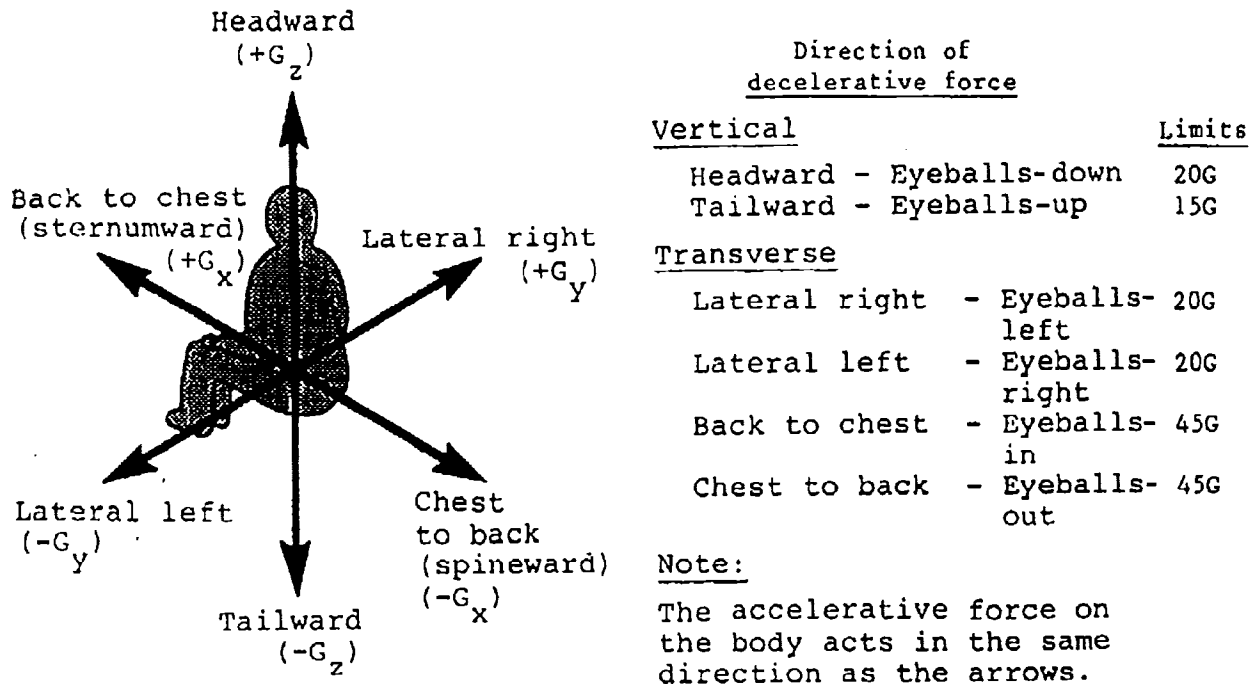 Headward
(+Gz)
Back to chest
(sternumward)
(+Gx)
Lateral right
(+Gy)
Lateral left
(-Gy)
Chest
to back
(spineward)
(-Gx)
Tailward
(-Gz)
Direction of
decelerative force
Vertical Limits
Headward - Eyeballs-down 20G
Tailward - Eyeballs-up 15G
Transverse
Lateral right - Eyeballs- 20G
left
Lateral left - Eyeballs- 20G
right
Back to chest - Eyeballs- 45G
in
Chest to back - Eyeballs- 45G
out
Note:
The accelerative force on
the body acts in the same
direction as the arrows.